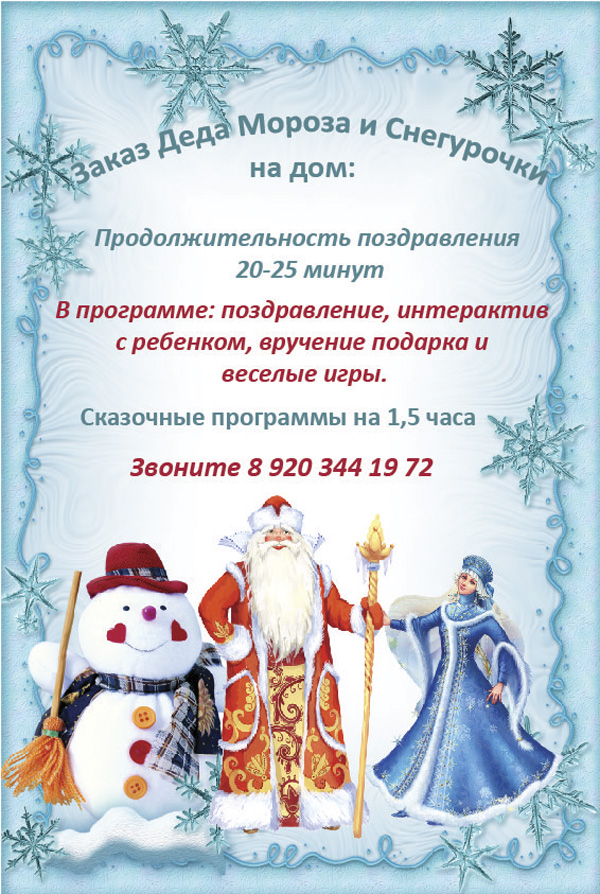 Заказ Деда Мороза и Снегурочки
на дом:
Продолжительность поздравления
20-25 минут
В программе: поздравление, интерактив
с ребенком, вручение подарка и
веселые игры.
Сказочные программы на 1,5 часа
Звоните 8 920 344 19 72